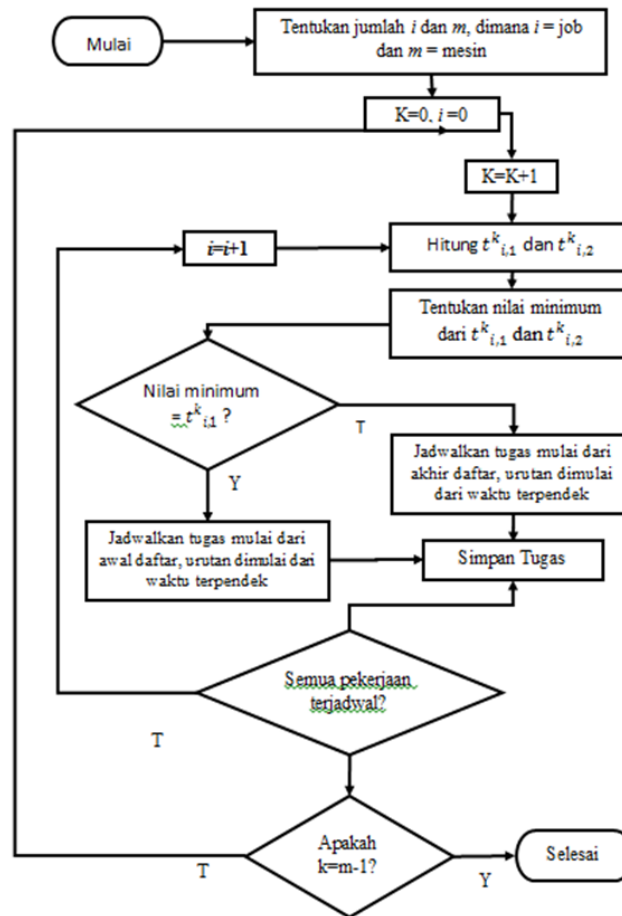 Mulai
Tentukan jumlah i dan m, dimana i = job
dan m = mesin
K=0, i =0
K=K+1
i=i+1
Hitung t^k_{i,1} dan t^k_{i,2}
Tentukan nilai minimum
dari t^k_{i,1} dan t^k_{i,2}
Nilai minimum
= t^k_{i,1} ?
T
Y
Jadwalkan tugas mulai dari
akhir daftar, urutan dimulai
dari waktu terpendek
Jadwalkan tugas mulai dari
awal daftar, urutan dimulai dari
waktu terpendek
Simpan Tugas
Semua pekerjaan
terjadwal?
T
Apakah
k=m-1?
T
Y
Selesai